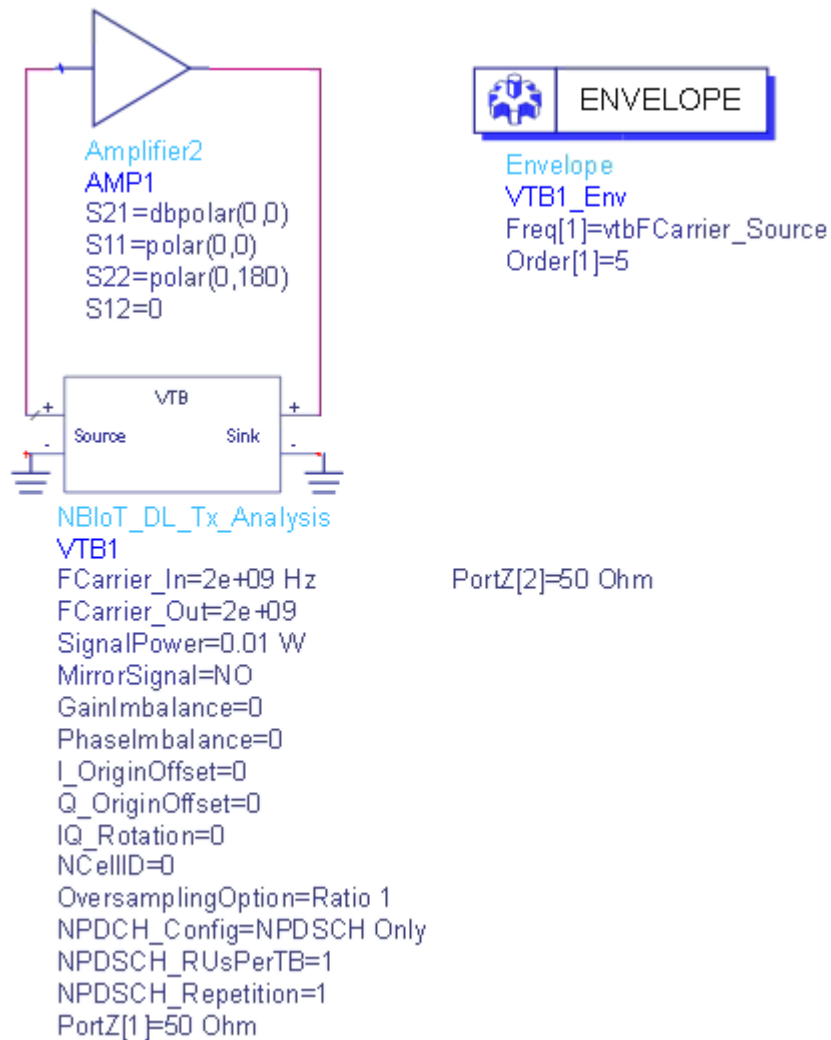 ENVELOPE
Amplifier2
AMP1
S21=dbpolar(0,0)
S11=polar(0,0)
S22=polar(0,180)
S12=0
Envelope
VTB1_Env
Freq[1]=vtbFCarrier_Source
Order[1]=5
VTB
+ +
Source Sink
- -
NBIoT_DL_Tx_Analysis
VTB1
FCarrier_In=2e+09 Hz
FCarrier_Out=2e+09
SignalPower=0.01 W
MirrorSignal=NO
GainImbalance=0
PhaseImbalance=0
I_OriginOffset=0
Q_OriginOffset=0
IQ_Rotation=0
NCellID=0
OversamplingOption=Ratio 1
NPDCH_Config=NPDSCH Only
NPDSCH_RUsPerTB=1
NPDSCH_Repetition=1
PortZ[1]=50 Ohm
PortZ[2]=50 Ohm